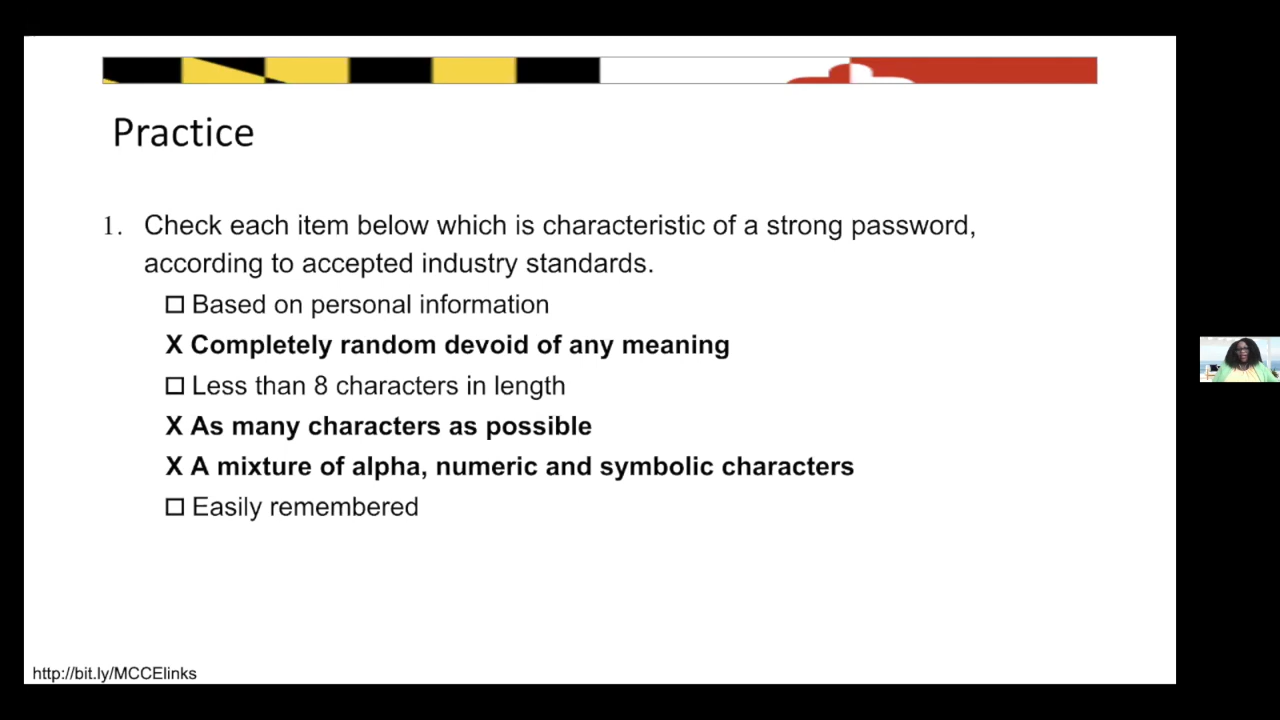 Practice
1. Check each item below which is characteristic of a strong password,
according to accepted industry standards.
☐ Based on personal information
X Completely random devoid of any meaning
☐ Less than 8 characters in length
X As many characters as possible
X A mixture of alpha, numeric and symbolic characters
☐ Easily remembered
http://bit.ly/MCCElinks